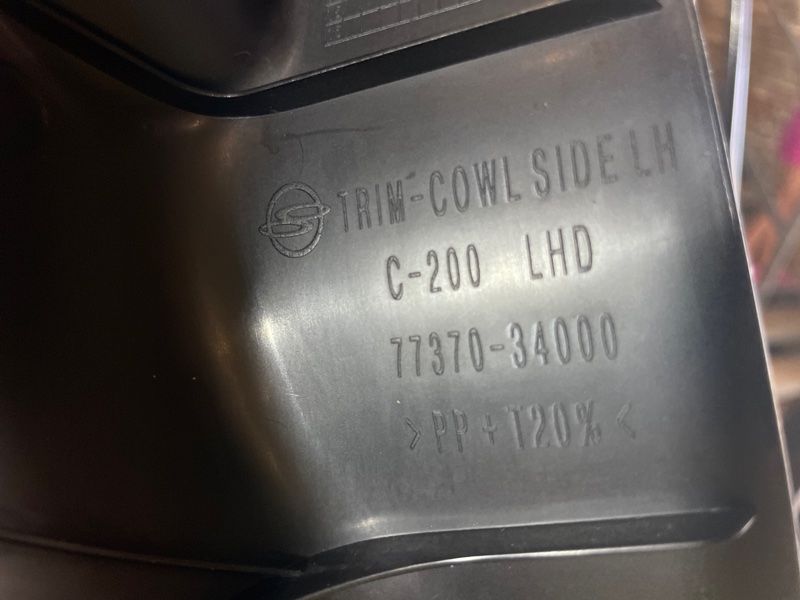 TRIM-COWL SIDE LH
C-200 LHD
77370-34000
>PP+T20%<